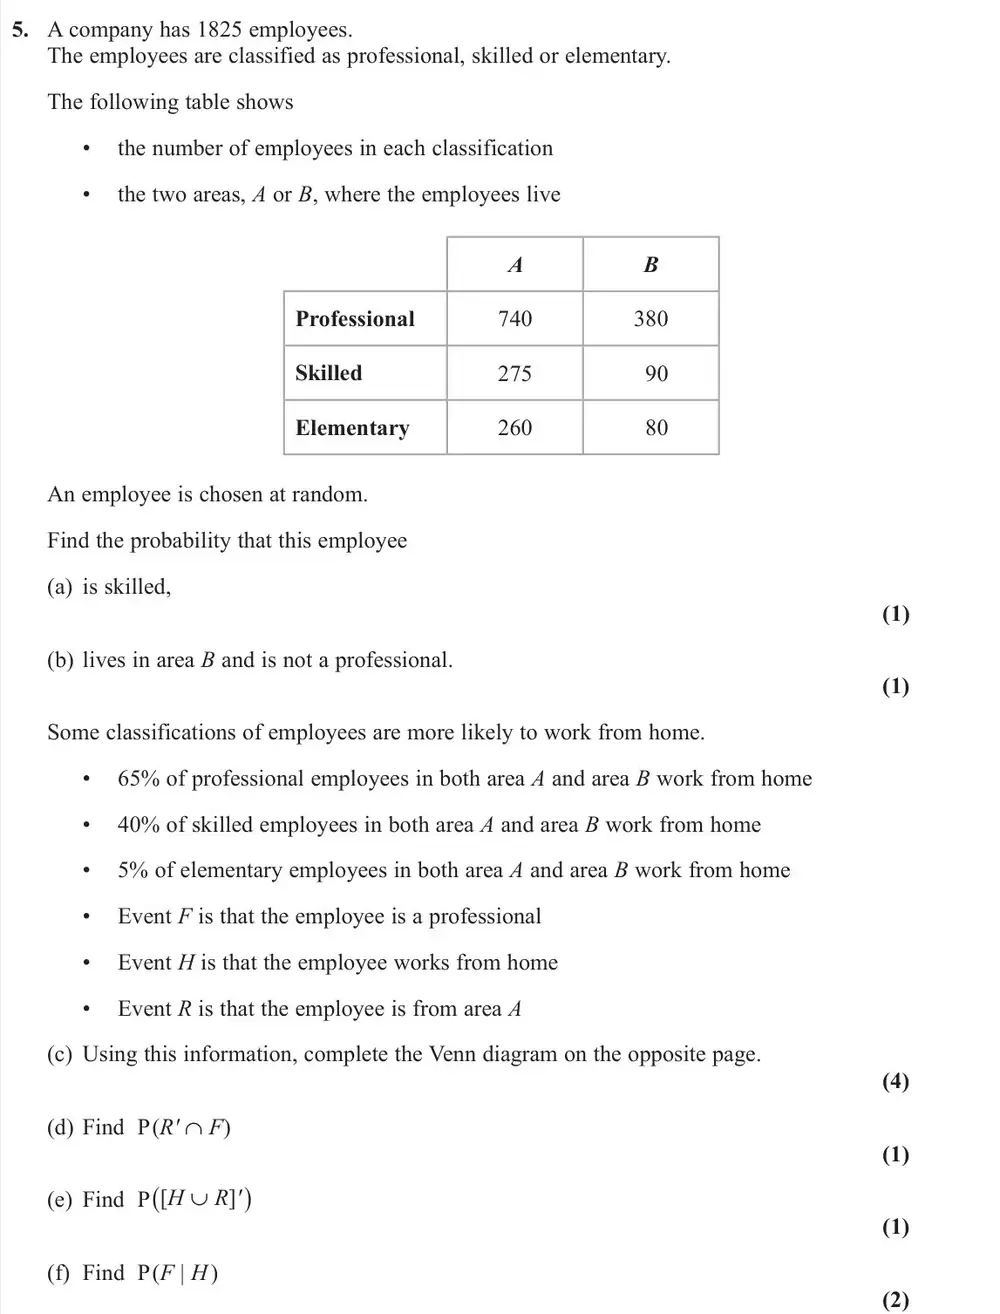 5. A company has 1825 employees.
The employees are classified as professional, skilled or elementary.
The following table shows
• the number of employees in each classification
• the two areas, A or B, where the employees live
A B
Professional 740 380
Skilled 275 90
Elementary 260 80
An employee is chosen at random.
Find the probability that this employee
(a) is skilled,
(1)
(b) lives in area B and is not a professional.
(1)
Some classifications of employees are more likely to work from home.
• 65% of professional employees in both area A and area B work from home
• 40% of skilled employees in both area A and area B work from home
• 5% of elementary employees in both area A and area B work from home
• Event F is that the employee is a professional
• Event H is that the employee works from home
• Event R is that the employee is from area A
(c) Using this information, complete the Venn diagram on the opposite page.
(4)
(d) Find P(R′ ∩ F)
(1)
(e) Find P([H ∪ R]′)
(1)
(f) Find P(F | H)
(2)